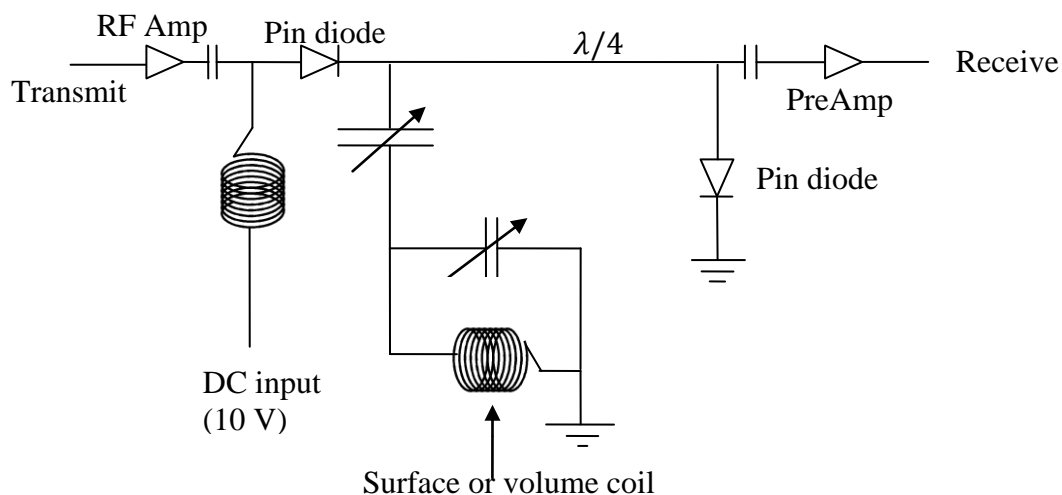 RF Amp
Pin diode
λ/4
Transmit
Receive
PreAmp
Pin diode
DC input
(10 V)
Surface or volume coil